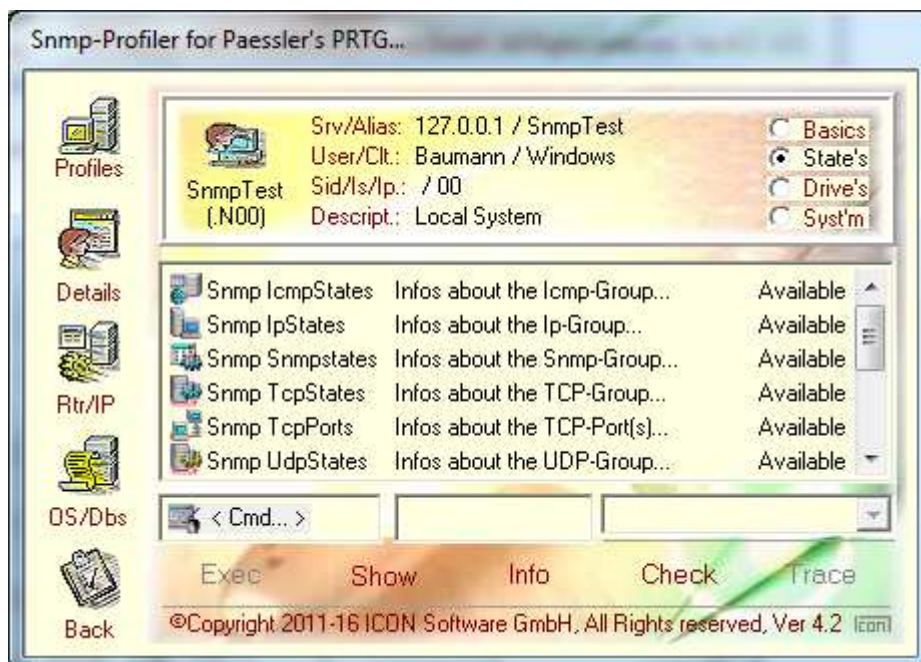 Snmp-Profiler for Paessler's PRTG...
Profiles
Details
Rtr/IP
OS/Dbs
Back
SnmpTest
(.N00)
Srv/Alias: 127.0.0.1 / SnmpTest
User/Clt.: Baumann / Windows
Sid/Is/Ip.: / 00
Descript.: Local System
Basics
State's
Drive's
Syst'm
Snmp IcmpStates Infos about the Icmp-Group... Available
Snmp IpStates Infos about the Ip-Group... Available
Snmp Snmpstates Infos about the Snmp-Group... Available
Snmp TcpStates Infos about the TCP-Group... Available
Snmp TcpPorts Infos about the TCP-Port(s)... Available
Snmp UdpStates Infos about the UDP-Group... Available
< Cmd... >
Exec Show Info Check Trace
©Copyright 2011-16 ICON Software GmbH, All Rights reserved, Ver 4.2 Icon